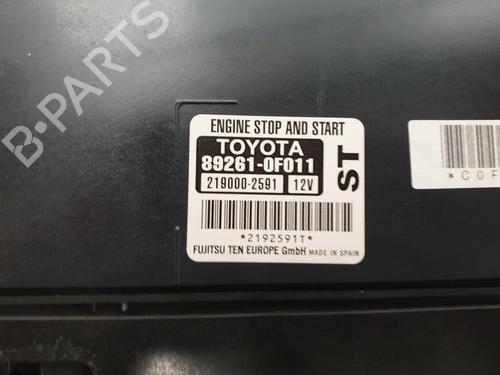 B-PARTS
ENGINE STOP AND START
TOYOTA
89261-0F011
219000-2591 12V
ST
*2192591T*
FUJITSU TEN EUROPE GmbH MADE IN SPAIN
*C0F